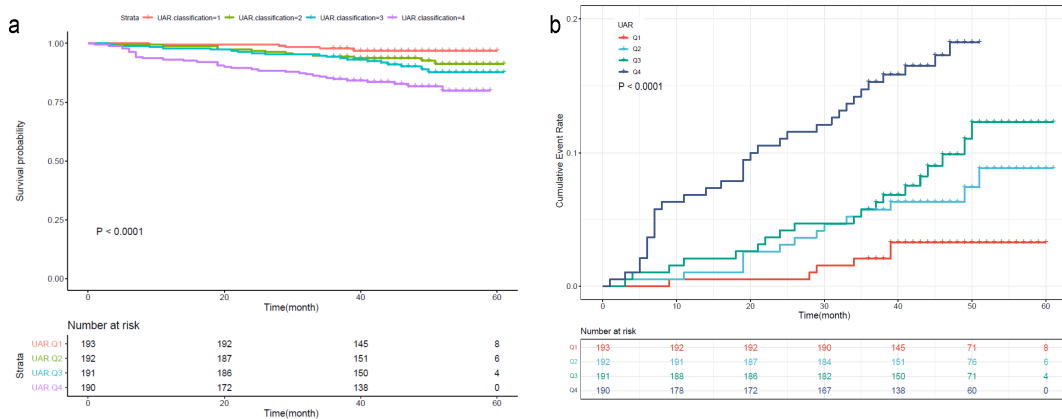 a
Strata UAR.classification=1 UAR.classification=2 UAR.classification=3 UAR.classification=4
1.00
0.75
0.50
0.25
0.00
Survival probability
P < 0.0001
0 20 40 60
Time(month)
Number at risk
Strata
UAR.Q1 193 192 145 8
UAR.Q2 192 187 151 6
UAR.Q3 191 186 150 4
UAR.Q4 190 172 138 0
0 20 40 60
Time(month)
b
UAR
Q1
Q2
Q3
Q4
P < 0.0001
0.2
0.1
0.0
Cumulative Event Rate
0 10 20 30 40 50 60
Time(month)
Number at risk
Q1 193 192 192 190 145 71 8
Q2 192 191 187 184 151 76 6
Q3 191 188 186 182 150 71 4
Q4 190 178 172 167 138 60 0